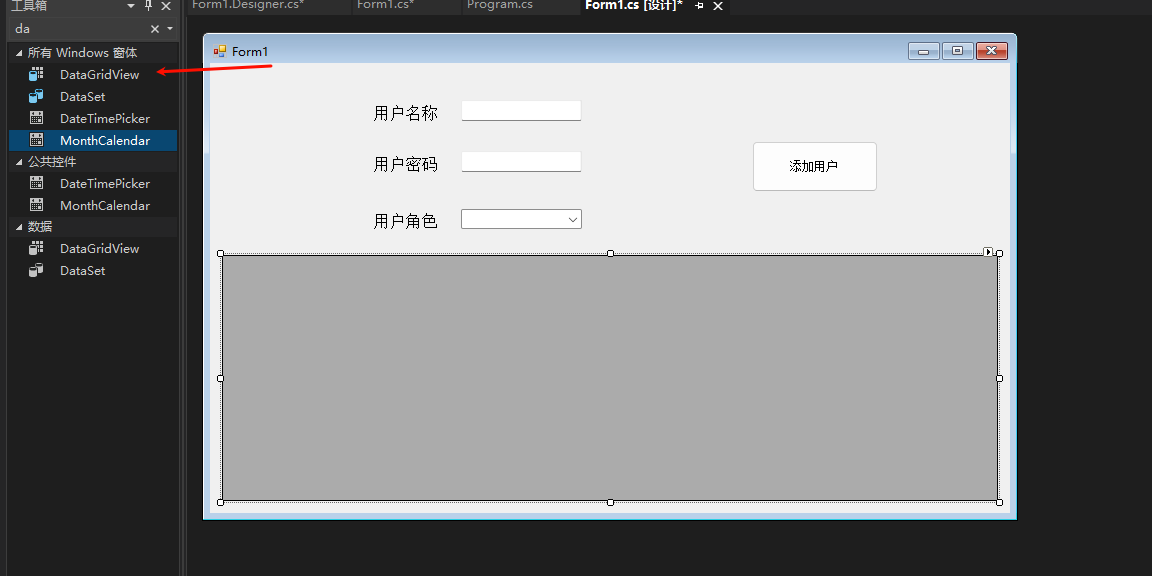 工具箱
Form1.Designer.cs*
Form1.cs*
Program.cs
Form1.cs [设计]*
da
所有 Windows 窗体
DataGridView
DataSet
DateTimePicker
MonthCalendar
公共控件
DateTimePicker
MonthCalendar
数据
DataGridView
DataSet
Form1
用户名称
用户密码
添加用户
用户角色